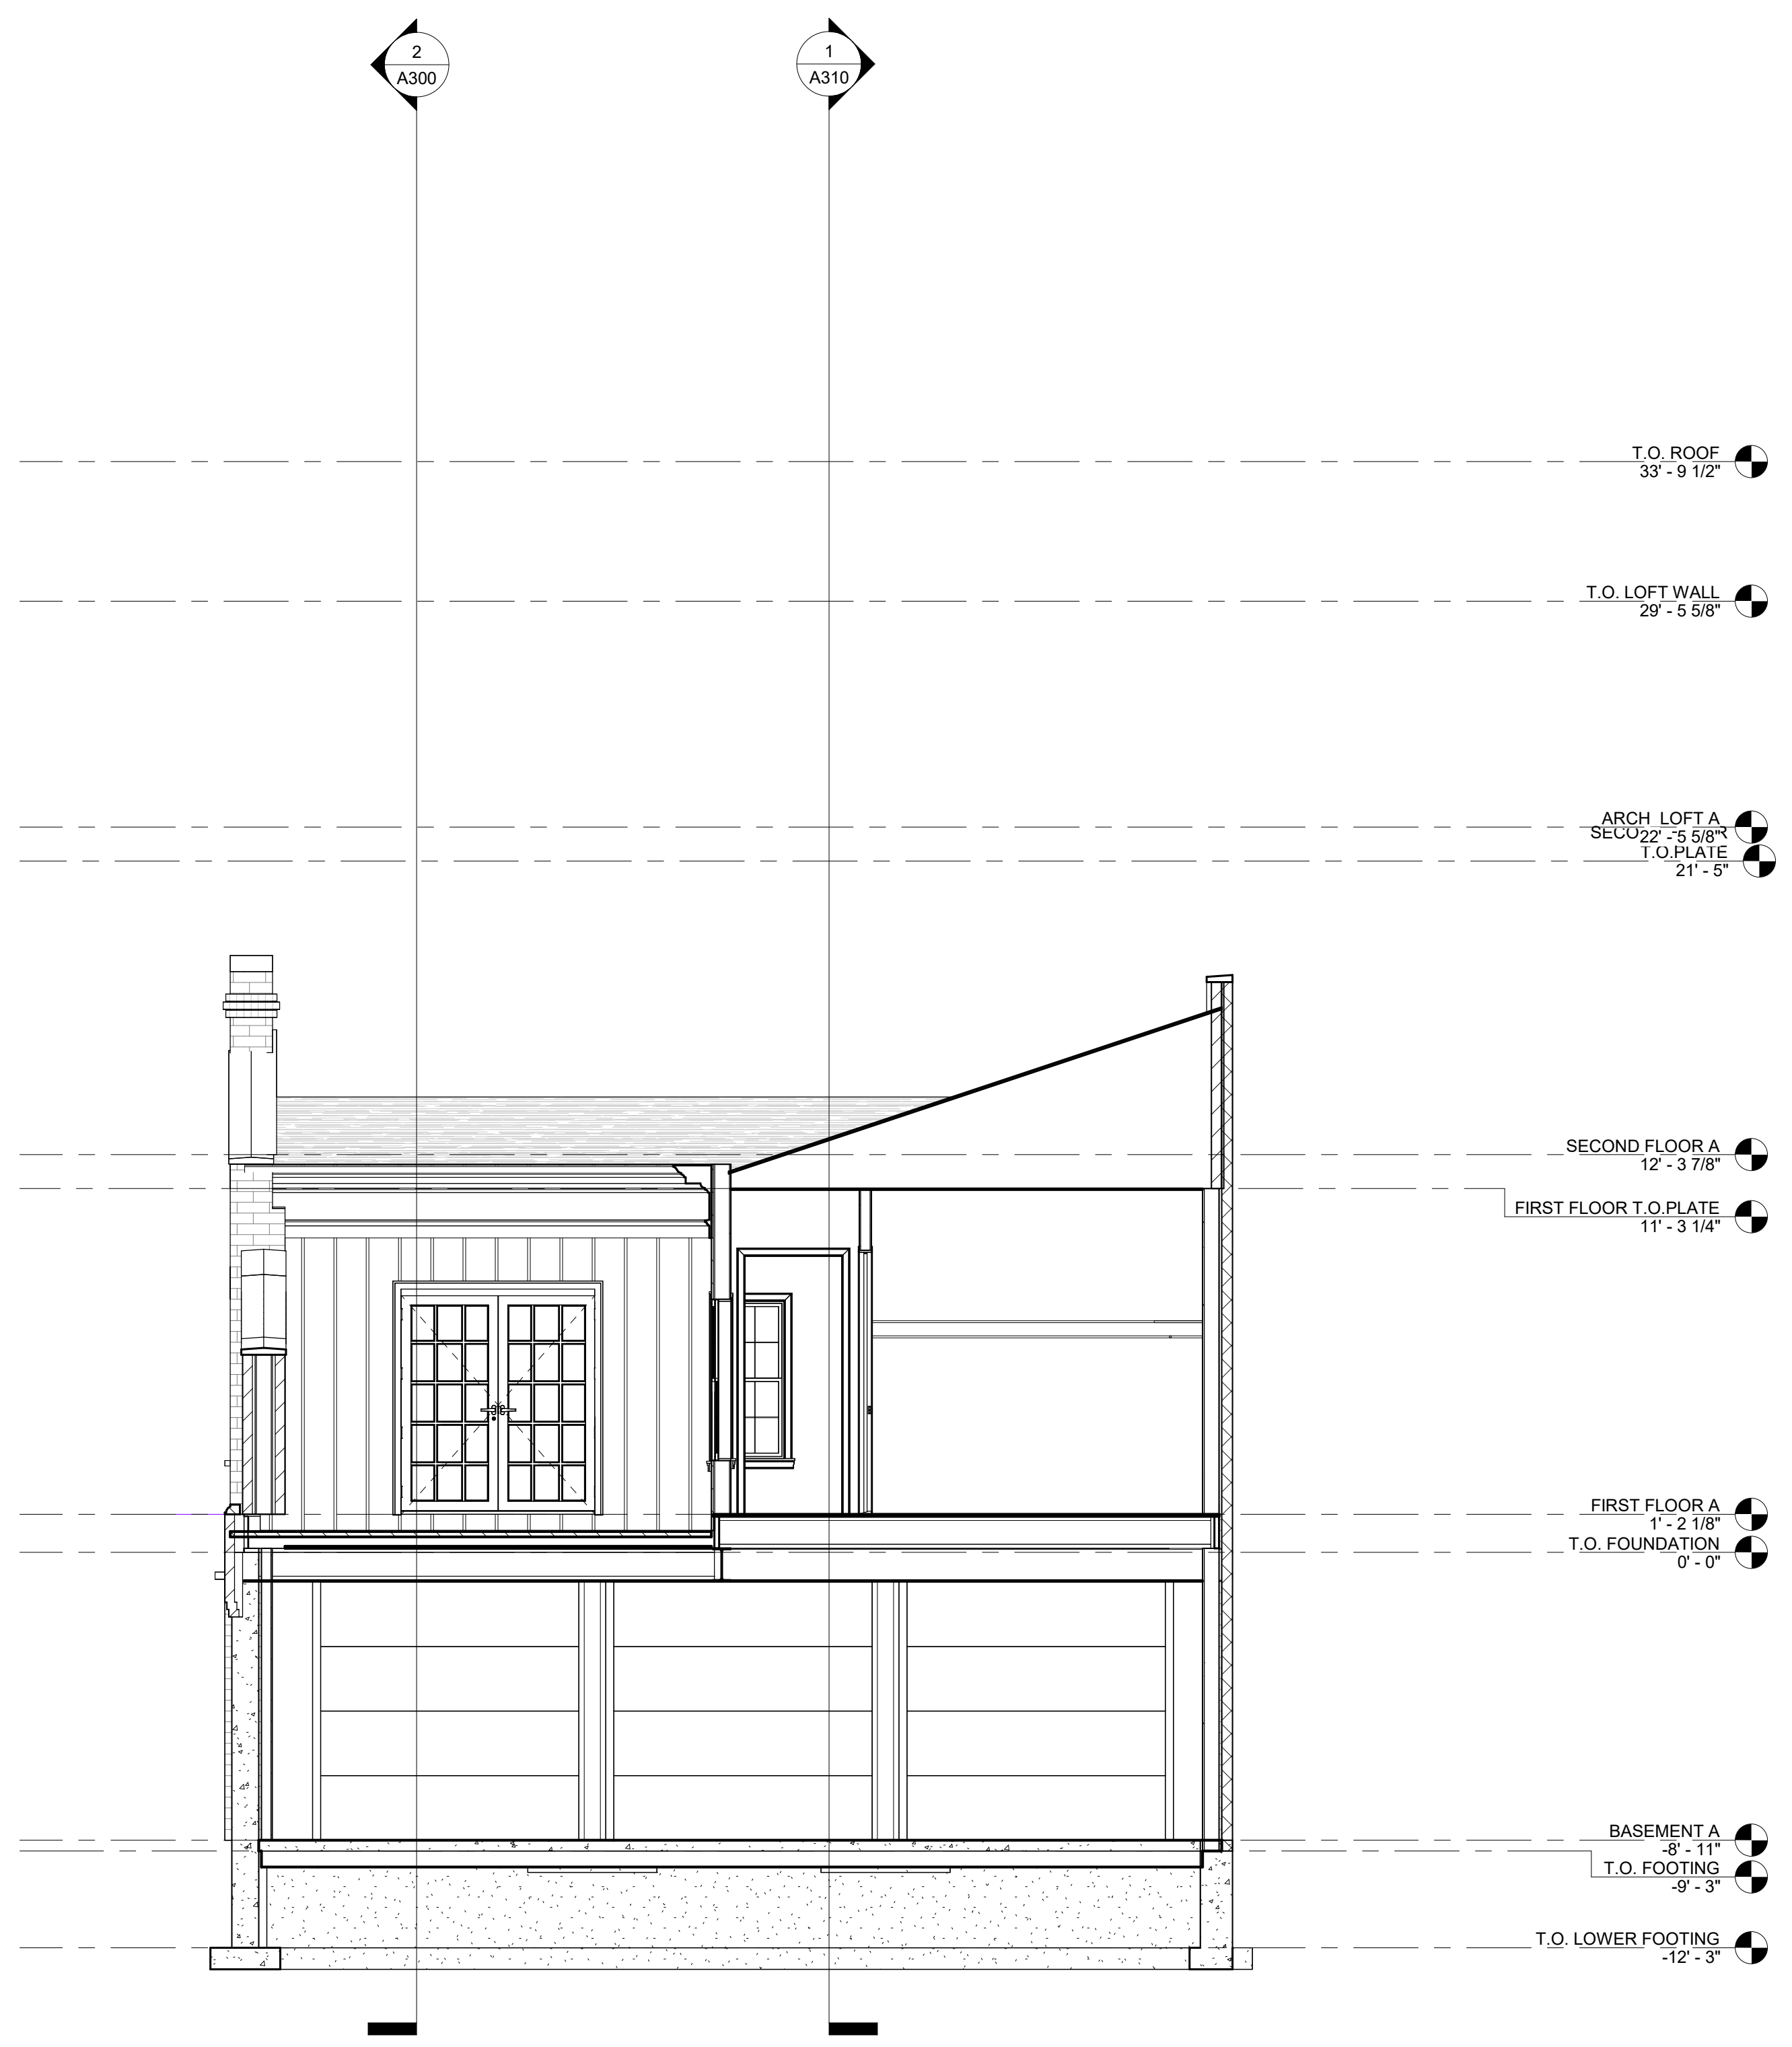 2
A300
1
A310
T.O. ROOF
33' - 9 1/2"
T.O. LOFT WALL
29' - 5 5/8"
ARCH LOFT A
22' - 5 5/8"
T.O.PLATE
21' - 5"
SECOND FLOOR A
12' - 3 7/8"
FIRST FLOOR T.O.PLATE
11' - 3 1/4"
FIRST FLOOR A
1' - 2 1/8"
T.O. FOUNDATION
0' - 0"
BASEMENT A
-8' - 11"
T.O. FOOTING
-9' - 3"
T.O. LOWER FOOTING
-12' - 3"